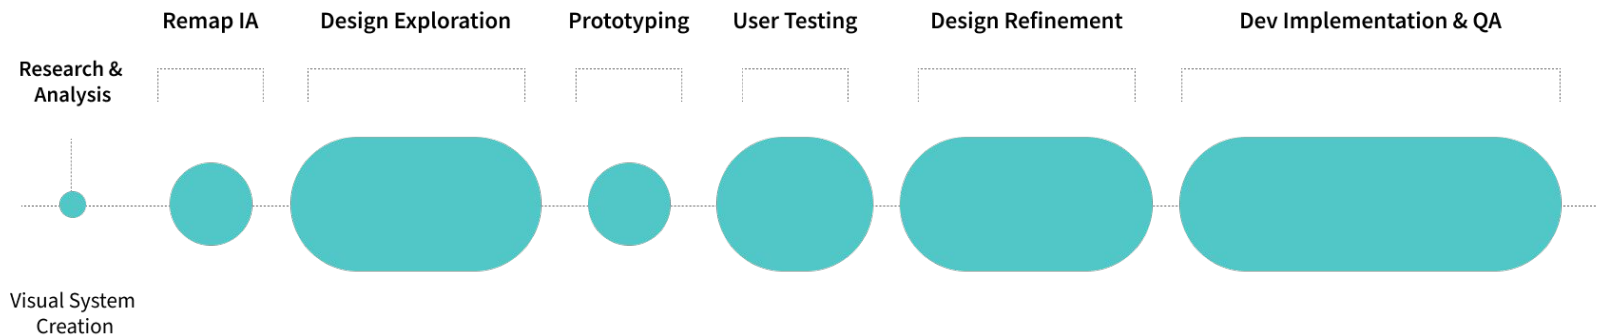 Remap IA
Design Exploration
Prototyping
User Testing
Design Refinement
Dev Implementation & QA
Research &
Analysis
Visual System
Creation